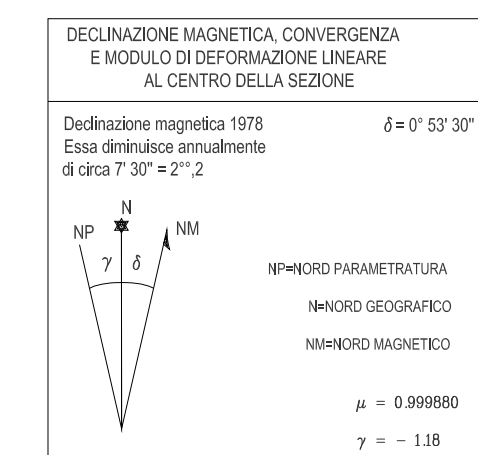 DECLINAZIONE MAGNETICA, CONVERGENZA
E MODULO DI DEFORMAZIONE LINEARE
AL CENTRO DELLA SEZIONE
Declinazione magnetica 1978 δ = 0° 53' 30"
Essa diminuisce annualmente
di circa 7' 30" = 2°°,2
N
NP NM
γ δ
NP=NORD PARAMETRATURA
N=NORD GEOGRAFICO
NM=NORD MAGNETICO
μ = 0.999880
γ = - 1.18